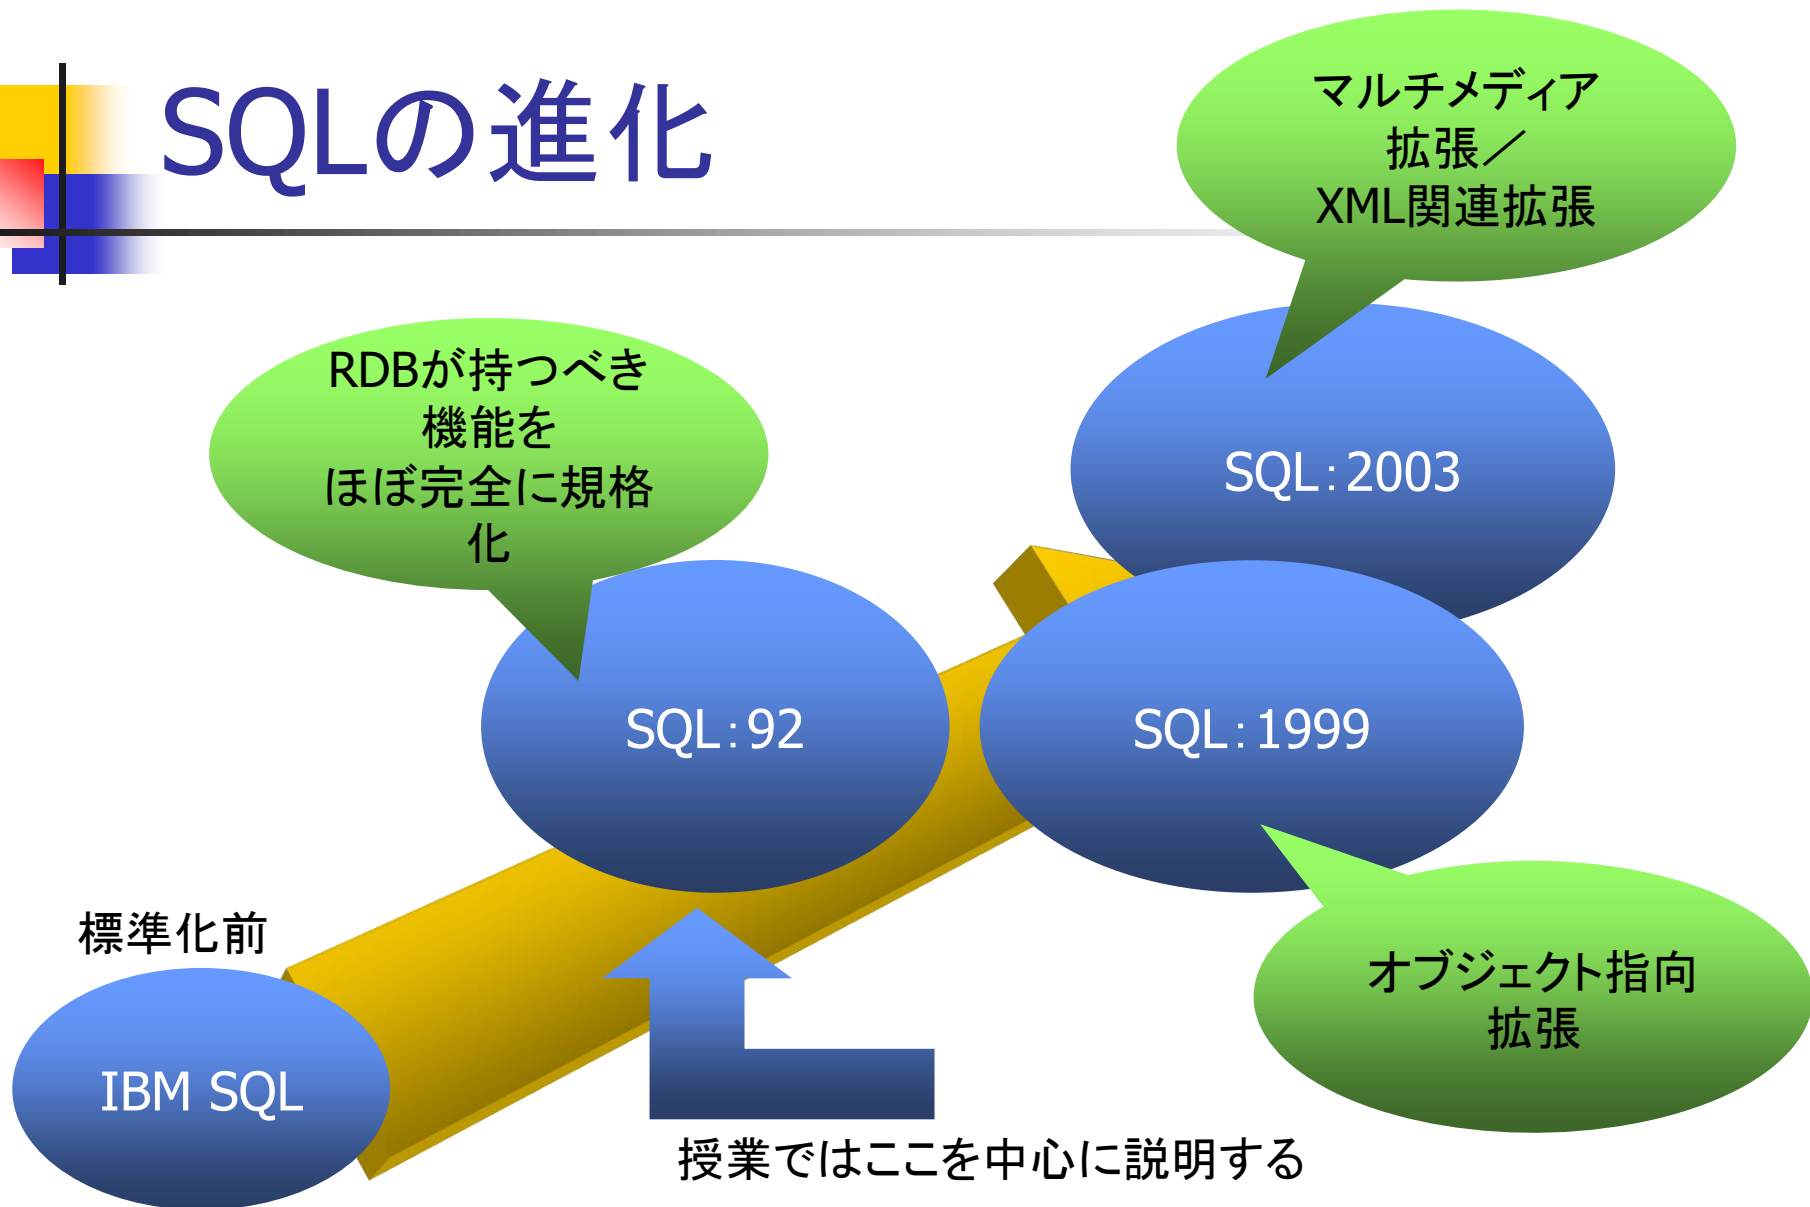 SQLの進化
マルチメディア
拡張／
XML関連拡張
RDBが持つべき
機能を
ほぼ完全に規格
化
SQL：2003
SQL：92
SQL：1999
標準化前
オブジェクト指向
拡張
IBM SQL
授業ではここを中心に説明する